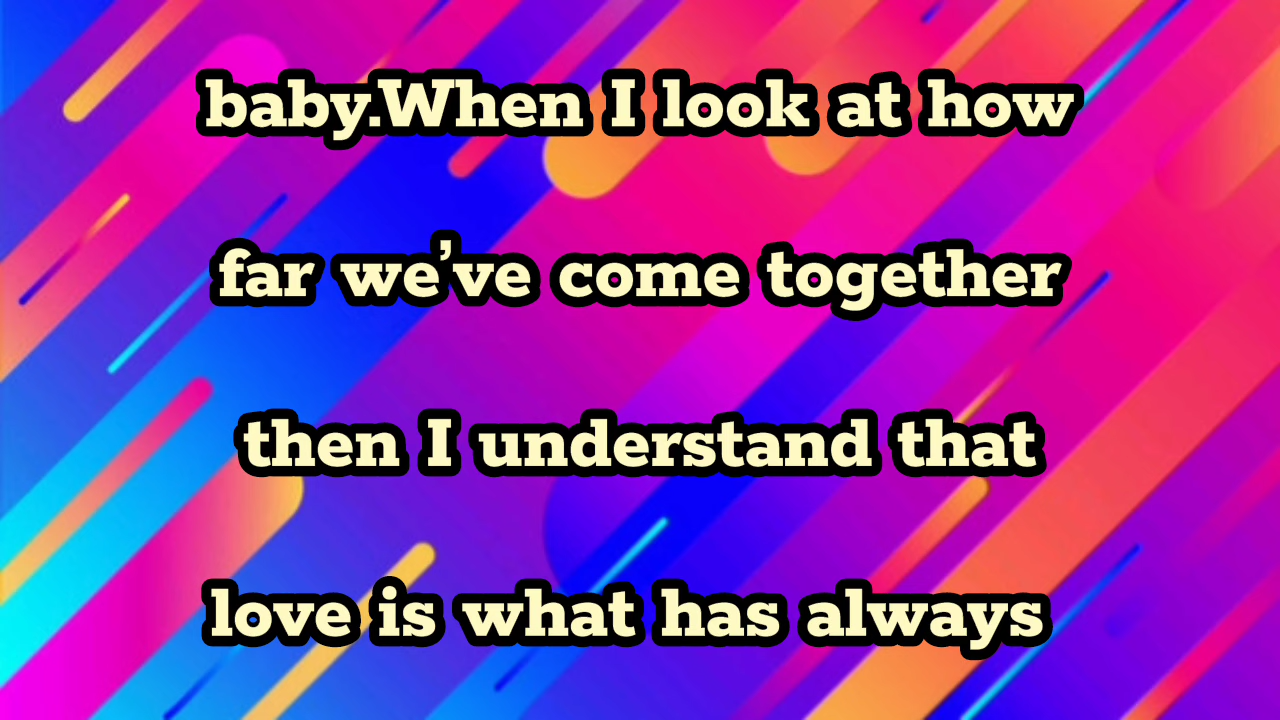 baby.When I look at how
far we've come together
then I understand that
love is what has always